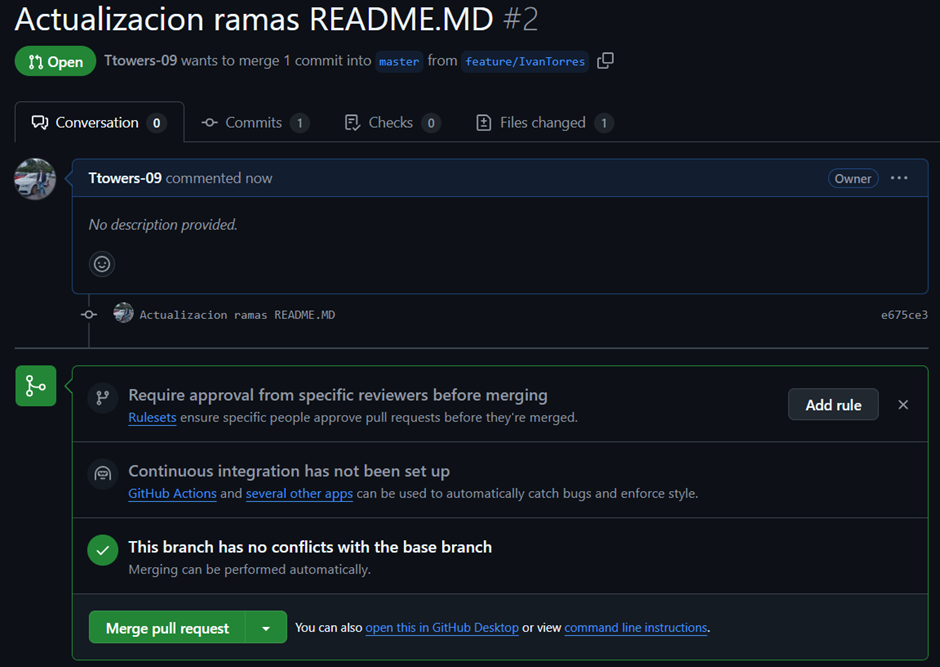 Actualizacion ramas README.MD #2
Open Ttowers-09 wants to merge 1 commit into master from feature/IvanTorres
Conversation 0 Commits 1 Checks 0 Files changed 1
Ttowers-09 commented now Owner
No description provided.
Actualizacion ramas README.MD e675ce3
Require approval from specific reviewers before merging
Rulesets ensure specific people approve pull requests before they're merged.
Add rule
Continuous integration has not been set up
GitHub Actions and several other apps can be used to automatically catch bugs and enforce style.
This branch has no conflicts with the base branch
Merging can be performed automatically.
Merge pull request You can also open this in GitHub Desktop or view command line instructions.